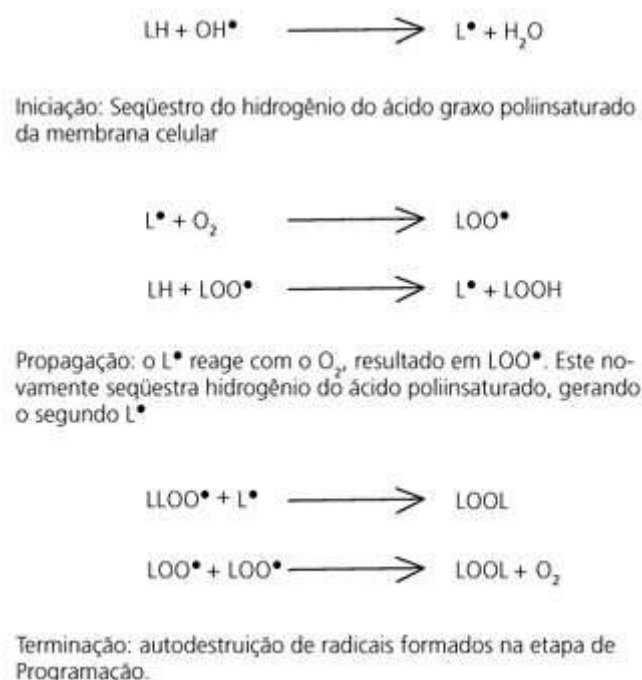 LH + OH• ⟶ L• + H₂O
Iniciação: Seqüestro do hidrogênio do ácido graxo poliinsaturado
da membrana celular
L• + O₂ ⟶ LOO•
LH + LOO• ⟶ L• + LOOH
Propagação: o L• reage com o O₂, resultado em LOO•. Este no-
vamente seqüestra hidrogênio do ácido poliinsaturado, gerando
o segundo L•
LLOO• + L• ⟶ LOOL
LOO• + LOO• ⟶ LOOL + O₂
Terminação: autodestruição de radicais formados na etapa de
Programação.